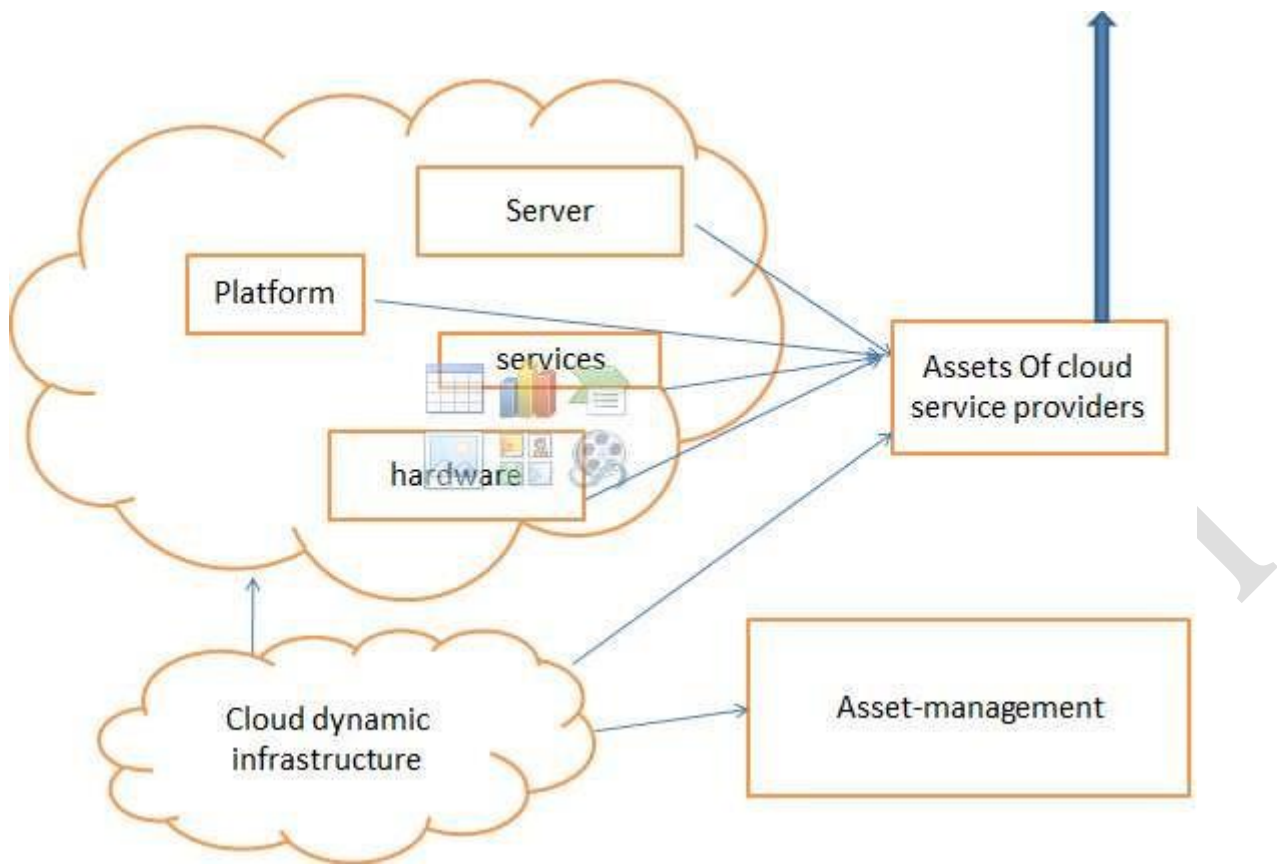 Server
Platform
services
hardware
Assets Of cloud
service providers
Cloud dynamic
infrastructure
Asset-management